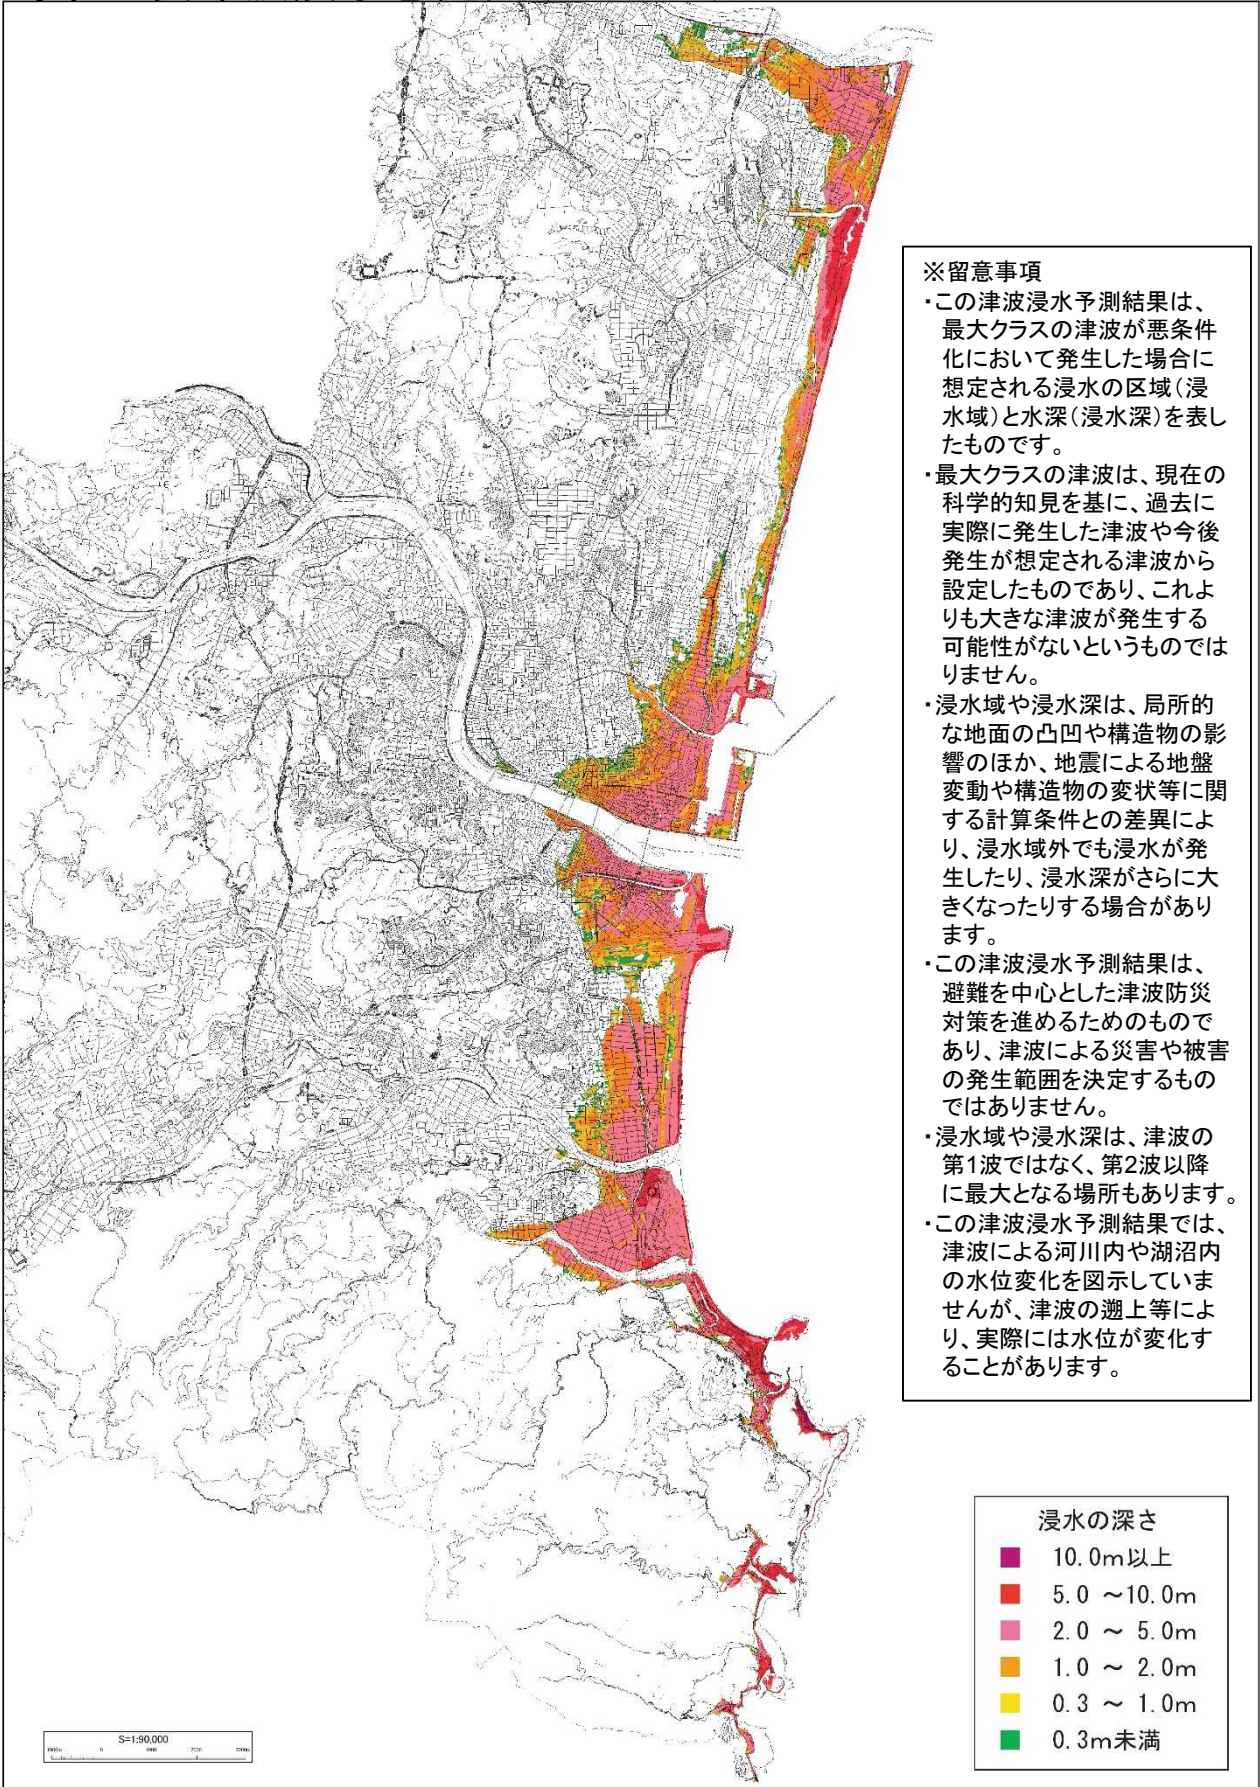 ※留意事項
・この津波浸水予測結果は、
最大クラスの津波が悪条件
化において発生した場合に
想定される浸水の区域(浸
水域)と水深(浸水深)を表し
たものです。
・最大クラスの津波は、現在の
科学的知見を基に、過去に
実際に発生した津波や今後
発生が想定される津波から
設定したものであり、これよ
りも大きな津波が発生する
可能性がないというものでは
りません。
・浸水域や浸水深は、局所的
な地面の凸凹や構造物の影
響のほか、地震による地盤
変動や構造物の変状等に関
する計算条件との差異によ
り、浸水域外でも浸水が発
生したり、浸水深がさらに大
きくなったりする場合があり
ます。
・この津波浸水予測結果は、
避難を中心とした津波防災
対策を進めるためのもので
あり、津波による災害や被害
の発生範囲を決定するもの
ではありません。
・浸水域や浸水深は、津波の
第1波ではなく、第2波以降
に最大となる場所もあります。
・この津波浸水予測結果では、
津波による河川内や湖沼内
の水位変化を図示していま
せんが、津波の遡上等によ
り、実際には水位が変化す
ることがあります。
浸水の深さ
10.0m以上
5.0 ～10.0m
2.0 ～ 5.0m
1.0 ～ 2.0m
0.3 ～ 1.0m
0.3m未満
S=1:90,000